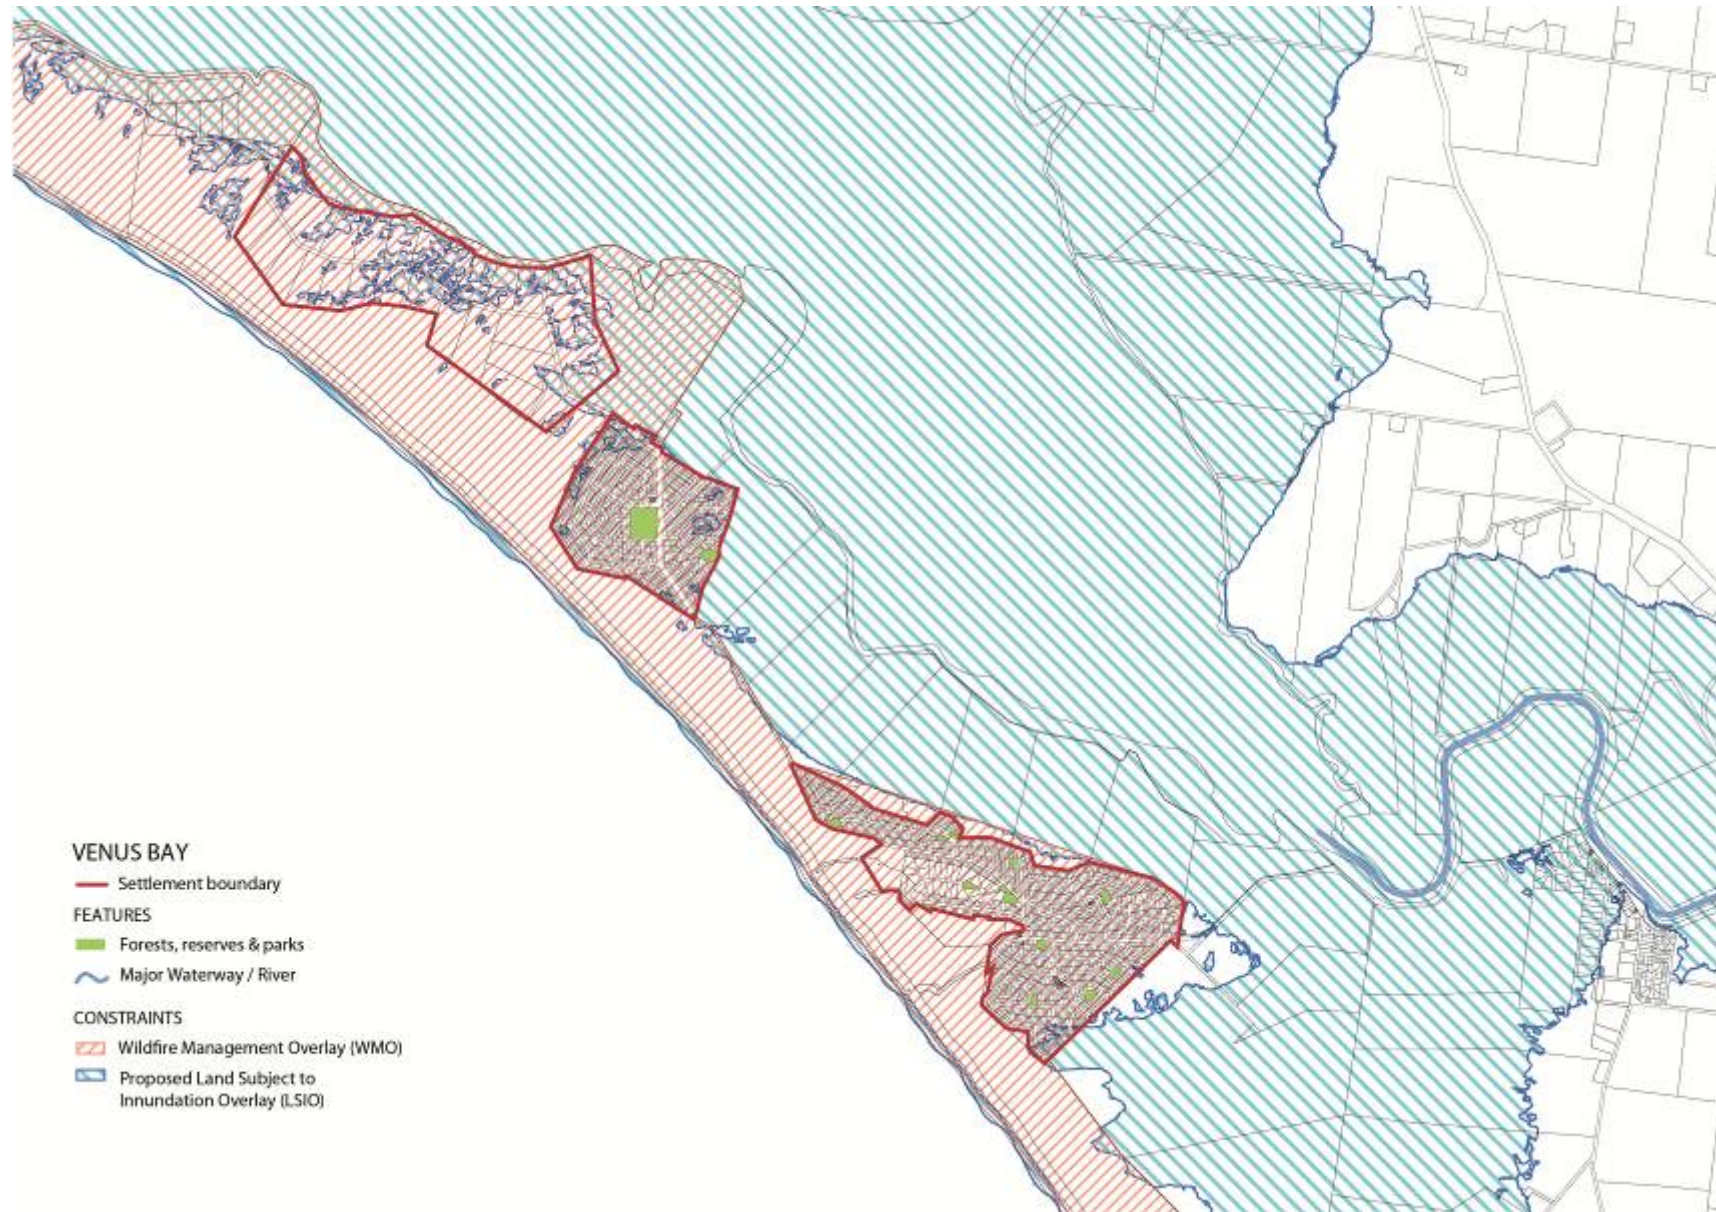 VENUS BAY
Settlement boundary
FEATURES
Forests, reserves & parks
Major Waterway / River
CONSTRAINTS
Wildfire Management Overlay (WMO)
Proposed Land Subject to
Innundation Overlay (LSIO)